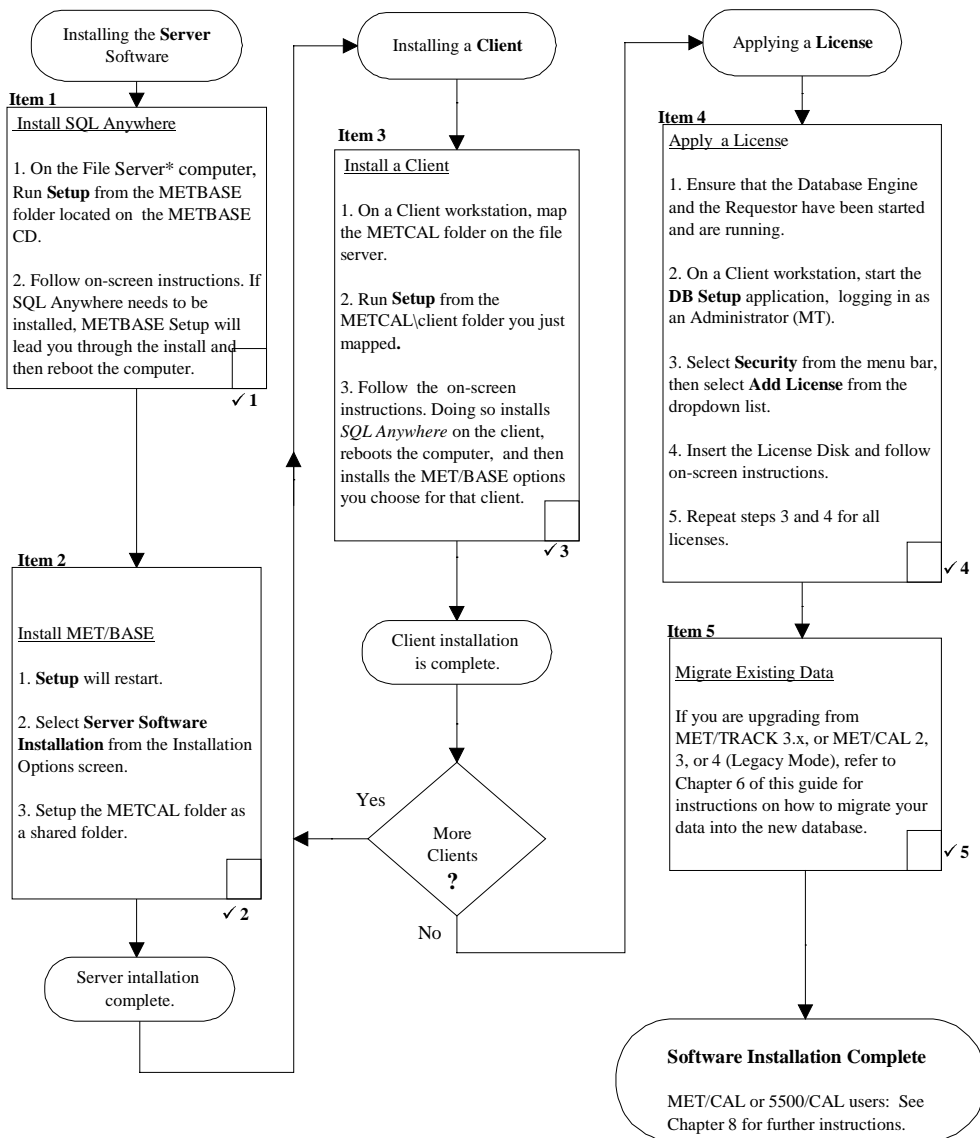 Installing the Server
Software
Item 1
Install SQL Anywhere
1. On the File Server* computer,
Run Setup from the METBASE
folder located on the METBASE
CD.
2. Follow on-screen instructions. If
SQL Anywhere needs to be
installed, METBASE Setup will
lead you through the install and
then reboot the computer.
✓ 1
Item 2
Install MET/BASE
1. Setup will restart.
2. Select Server Software
Installation from the Installation
Options screen.
3. Setup the METCAL folder as
a shared folder.
✓ 2
Server intallation
complete.
Installing a Client
Item 3
Install a Client
1. On a Client workstation, map
the METCAL folder on the file
server.
2. Run Setup from the
METCAL\client folder you just
mapped.
3. Follow the on-screen
instructions. Doing so installs
SQL Anywhere on the client,
reboots the computer, and then
installs the MET/BASE options
you choose for that client.
✓ 3
Client installation
is complete.
Yes
More
Clients
?
No
Applying a License
Item 4
Apply a License
1. Ensure that the Database Engine
and the Requestor have been started
and are running.
2. On a Client workstation, start the
DB Setup application, logging in as
an Administrator (MT).
3. Select Security from the menu bar,
then select Add License from the
dropdown list.
4. Insert the License Disk and follow
on-screen instructions.
5. Repeat steps 3 and 4 for all
licenses.
✓ 4
Item 5
Migrate Existing Data
If you are upgrading from
MET/TRACK 3.x, or MET/CAL 2,
3, or 4 (Legacy Mode), refer to
Chapter 6 of this guide for
instructions on how to migrate your
data into the new database.
✓ 5
Software Installation Complete
MET/CAL or 5500/CAL users: See
Chapter 8 for further instructions.